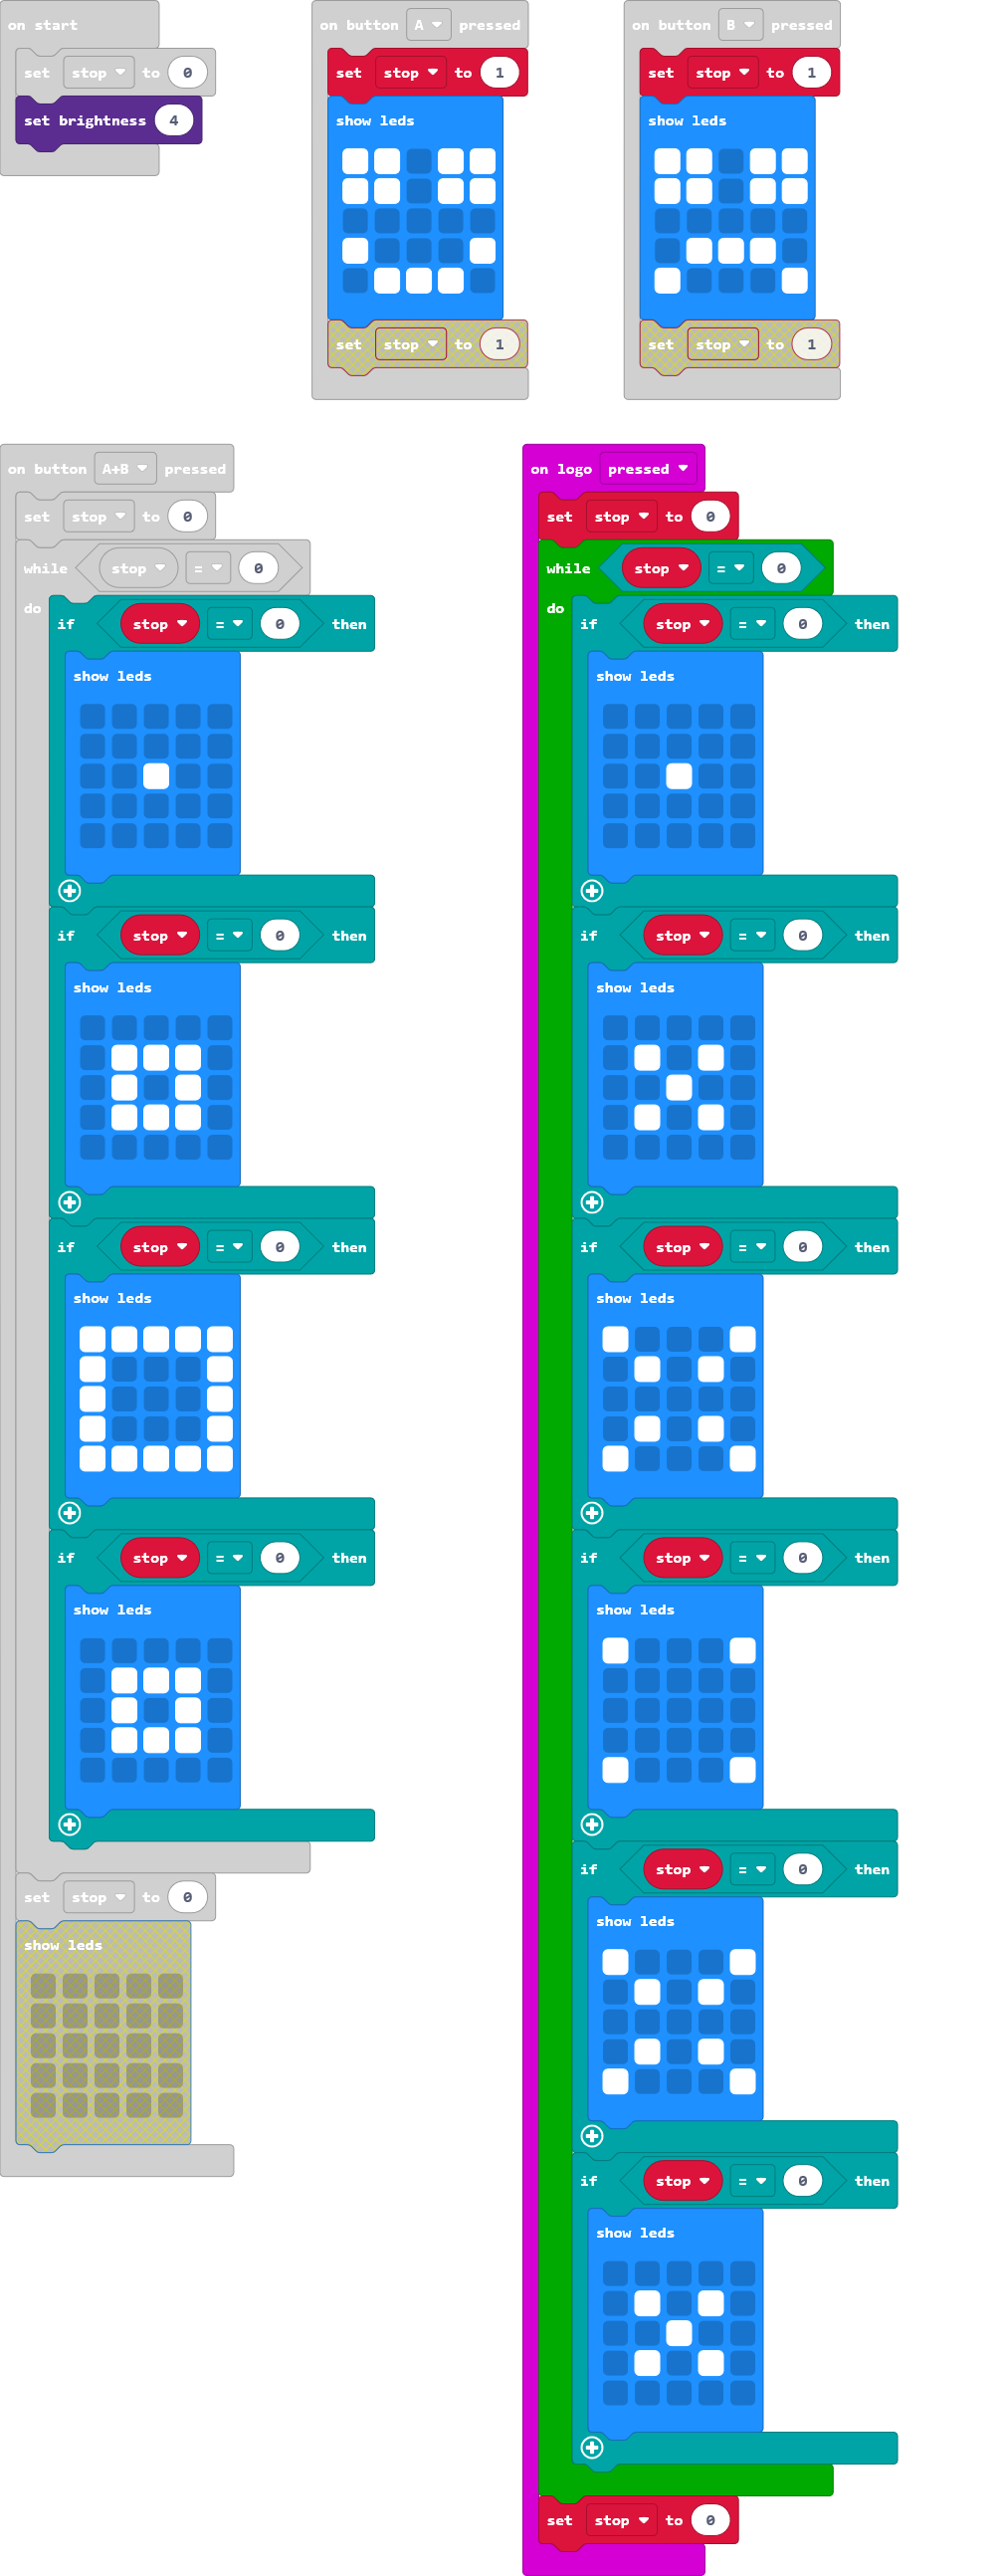 on start
set stop to 0
set brightness 4
on button A pressed
set stop to 1
show leds
set stop to 1
on button B pressed
set stop to 1
show leds
set stop to 1
on button A+B pressed
set stop to 0
while stop = 0
do if stop = 0 then
show leds
if stop = 0 then
show leds
if stop = 0 then
show leds
if stop = 0 then
show leds
set stop to 0
show leds
on logo pressed
set stop to 0
while stop = 0
do if stop = 0 then
show leds
if stop = 0 then
show leds
if stop = 0 then
show leds
if stop = 0 then
show leds
if stop = 0 then
show leds
if stop = 0 then
show leds
set stop to 0